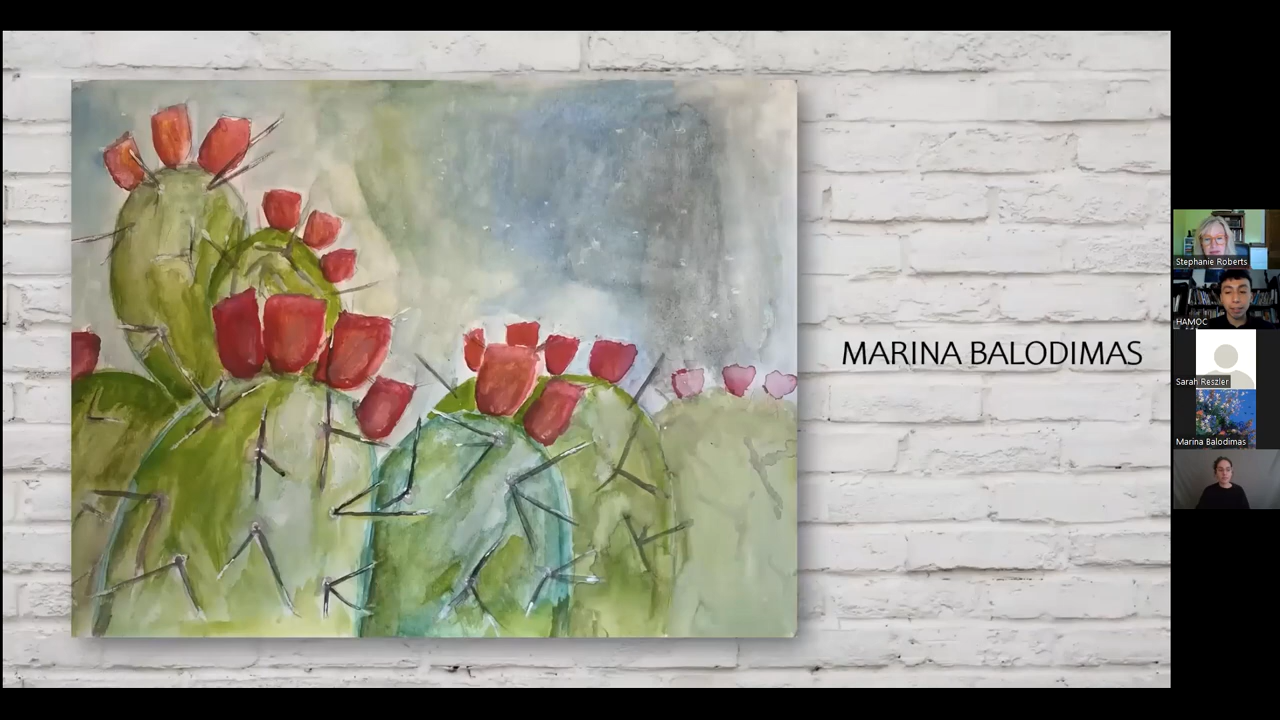 MARINA BALODIMAS
Stephanie Roberts
HAMOC
Sarah Reszler
Marina Balodimas